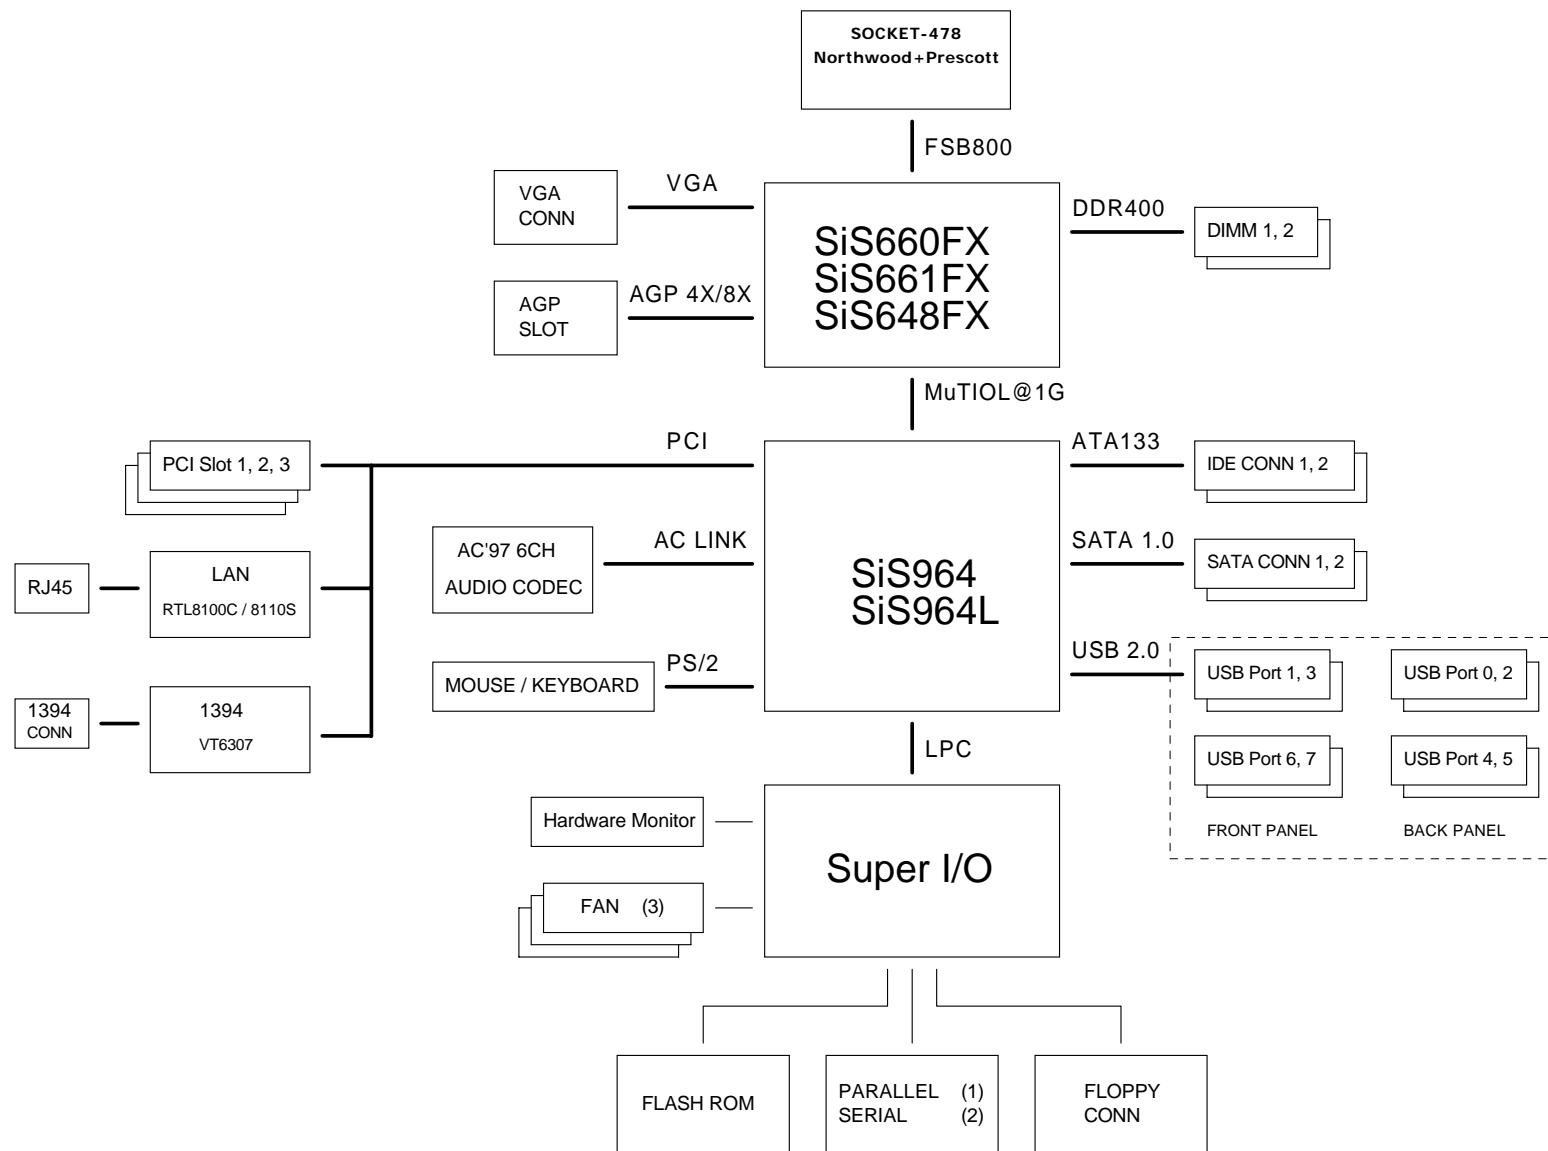 SOCKET-478
Northwood+Prescott
FSB800
VGA
CONN
VGA
SiS660FX
SiS661FX
SiS648FX
DDR400
DIMM 1, 2
AGP
SLOT
AGP 4X/8X
MuTIOL@1G
PCI Slot 1, 2, 3
PCI
ATA133
IDE CONN 1, 2
AC'97 6CH
AUDIO CODEC
AC LINK
SiS964
SiS964L
SATA 1.0
SATA CONN 1, 2
RJ45
LAN
RTL8100C / 8110S
MOUSE / KEYBOARD
PS/2
USB 2.0
USB Port 1, 3
USB Port 0, 2
1394
CONN
1394
VT6307
LPC
USB Port 6, 7
USB Port 4, 5
FRONT PANEL
BACK PANEL
Hardware Monitor
Super I/O
FAN (3)
FLASH ROM
PARALLEL (1)
SERIAL (2)
FLOPPY
CONN